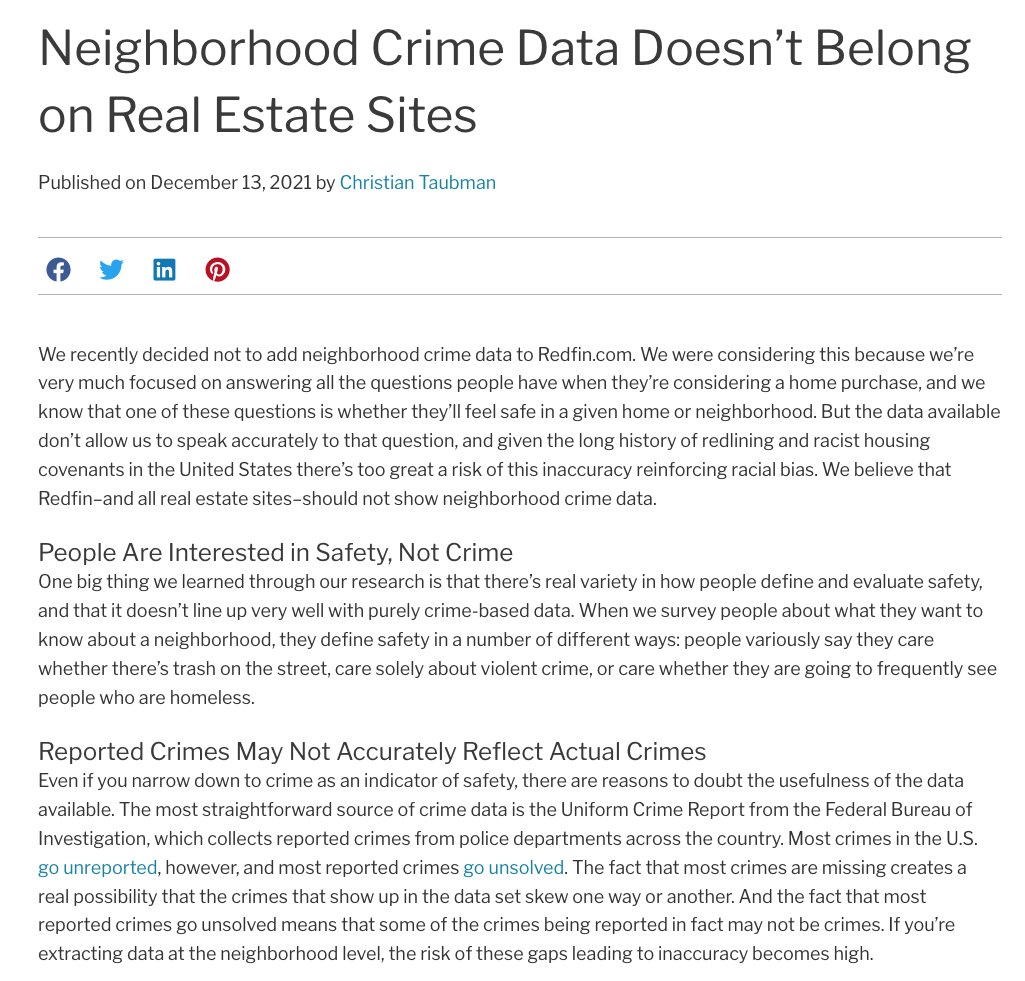 Neighborhood Crime Data Doesn’t Belong
on Real Estate Sites
Published on December 13, 2021 by Christian Taubman
We recently decided not to add neighborhood crime data to Redfin.com. We were considering this because we’re
very much focused on answering all the questions people have when they’re considering a home purchase, and we
know that one of these questions is whether they’ll feel safe in a given home or neighborhood. But the data available
don’t allow us to speak accurately to that question, and given the long history of redlining and racist housing
covenants in the United States there’s too great a risk of this inaccuracy reinforcing racial bias. We believe that
Redfin–and all real estate sites–should not show neighborhood crime data.
People Are Interested in Safety, Not Crime
One big thing we learned through our research is that there’s real variety in how people define and evaluate safety,
and that it doesn’t line up very well with purely crime-based data. When we survey people about what they want to
know about a neighborhood, they define safety in a number of different ways: people variously say they care
whether there’s trash on the street, care solely about violent crime, or care whether they are going to frequently see
people who are homeless.
Reported Crimes May Not Accurately Reflect Actual Crimes
Even if you narrow down to crime as an indicator of safety, there are reasons to doubt the usefulness of the data
available. The most straightforward source of crime data is the Uniform Crime Report from the Federal Bureau of
Investigation, which collects reported crimes from police departments across the country. Most crimes in the U.S.
go unreported, however, and most reported crimes go unsolved. The fact that most crimes are missing creates a
real possibility that the crimes that show up in the data set skew one way or another. And the fact that most
reported crimes go unsolved means that some of the crimes being reported in fact may not be crimes. If you’re
extracting data at the neighborhood level, the risk of these gaps leading to inaccuracy becomes high.